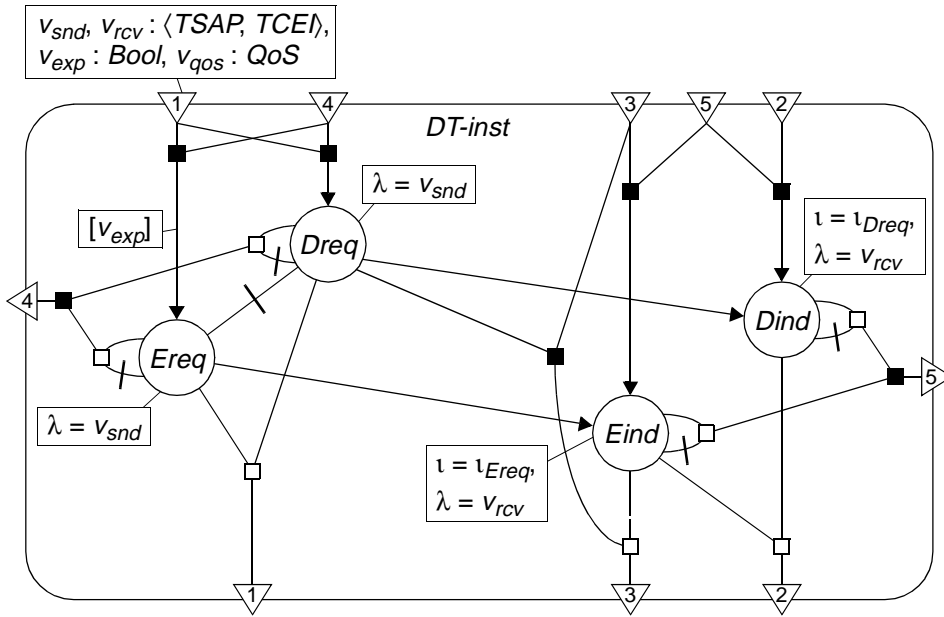 v_snd, v_rcv : ⟨TSAP, TCEI⟩,
v_exp : Bool, v_qos : QoS
1 4 3 5 2
DT-inst
λ = v_snd
[v_exp]
ι = ι_Dreq,
λ = v_rcv
Dreq
4
Dind
Ereq
5
λ = v_snd
Eind
ι = ι_Ereq,
λ = v_rcv
1 3 2